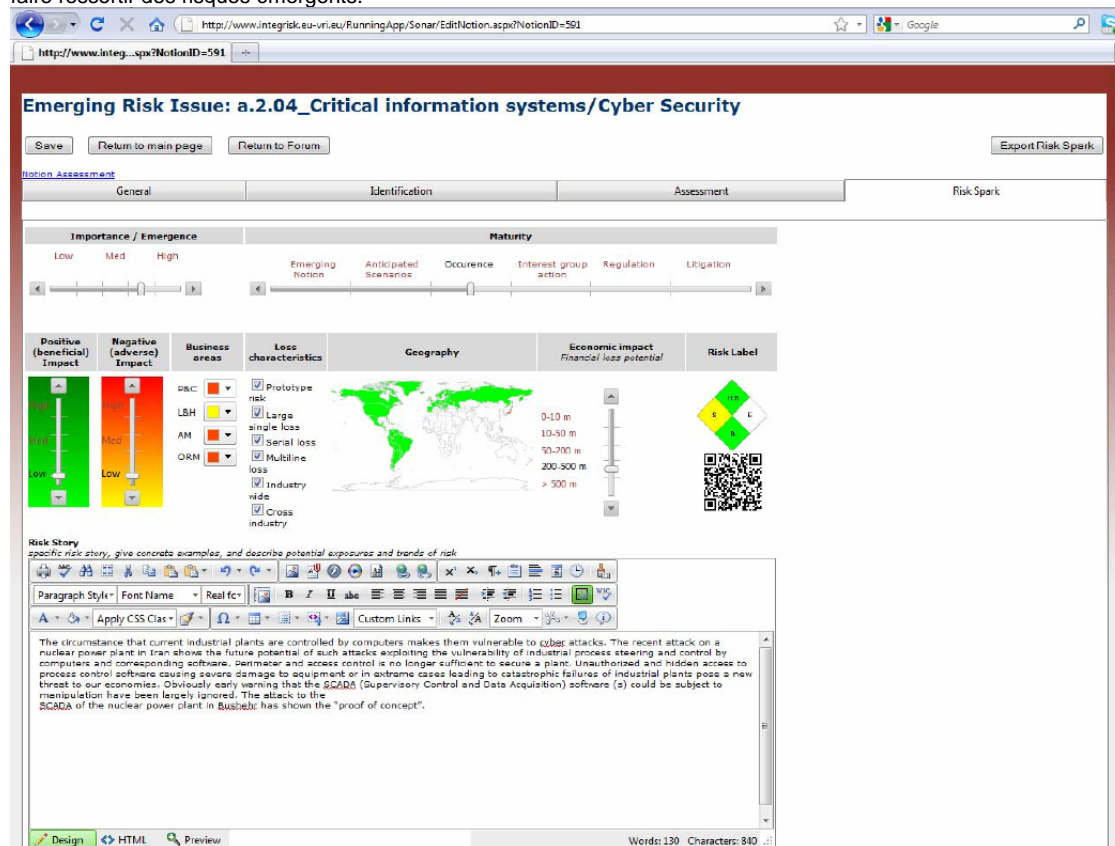 faire ressortir des risques émergents.
http://www.integrisk.eu-vri.eu/RunningApp/Sonar/EditNotion.aspx?NotionID=591
Google
http://www.integ...spx?NotionID=591
Emerging Risk Issue: a.2.04_Critical information systems/Cyber Security
Save Return to main page Return to Forum Export Risk Spark
Notion Assessment
General Identification Assessment Risk Spark
Importance / Emergence Maturity
Low Med High
Emerging Notion Anticipated Scenarios Occurence Interest group action Regulation Litigation
Positive (beneficial) Impact Negative (adverse) Impact Business areas Loss characteristics Geography Economic impact Financial loss potential Risk Label
High Med Low
High Med Low
P&C
L&H
AM
ORM
Prototype risk
Large single loss
Serial loss
Multiline loss
Industry wide
Cross industry
0-10 m
10-50 m
50-200 m
200-500 m
> 500 m
HS
S E
Risk Story
specific risk story, give concrete examples, and describe potential exposures and trends of risk
Paragraph Style Font Name Real fo
Apply CSS Clas Custom Links Zoom
The circumstance that current industrial plants are controlled by computers makes them vulnerable to cyber attacks. The recent attack on a
nuclear power plant in Iran shows the future potential of such attacks exploiting the vulnerability of industrial process steering and control by
computers and corresponding software. Perimeter and access control is no longer sufficient to secure a plant. Unauthorized and hidden access to
process control software causing severe damage to equipment or in extreme cases leading to catastrophic failures of industrial plants pose a new
threat to our economies. Obviously early warning that the SCADA (Supervisory Control and Data Acquisition) software (s) could be subject to
manipulation have been largely ignored. The attack to the
SCADA of the nuclear power plant in Bushehr has shown the "proof of concept".
Design HTML Preview Words: 130 Characters: 840